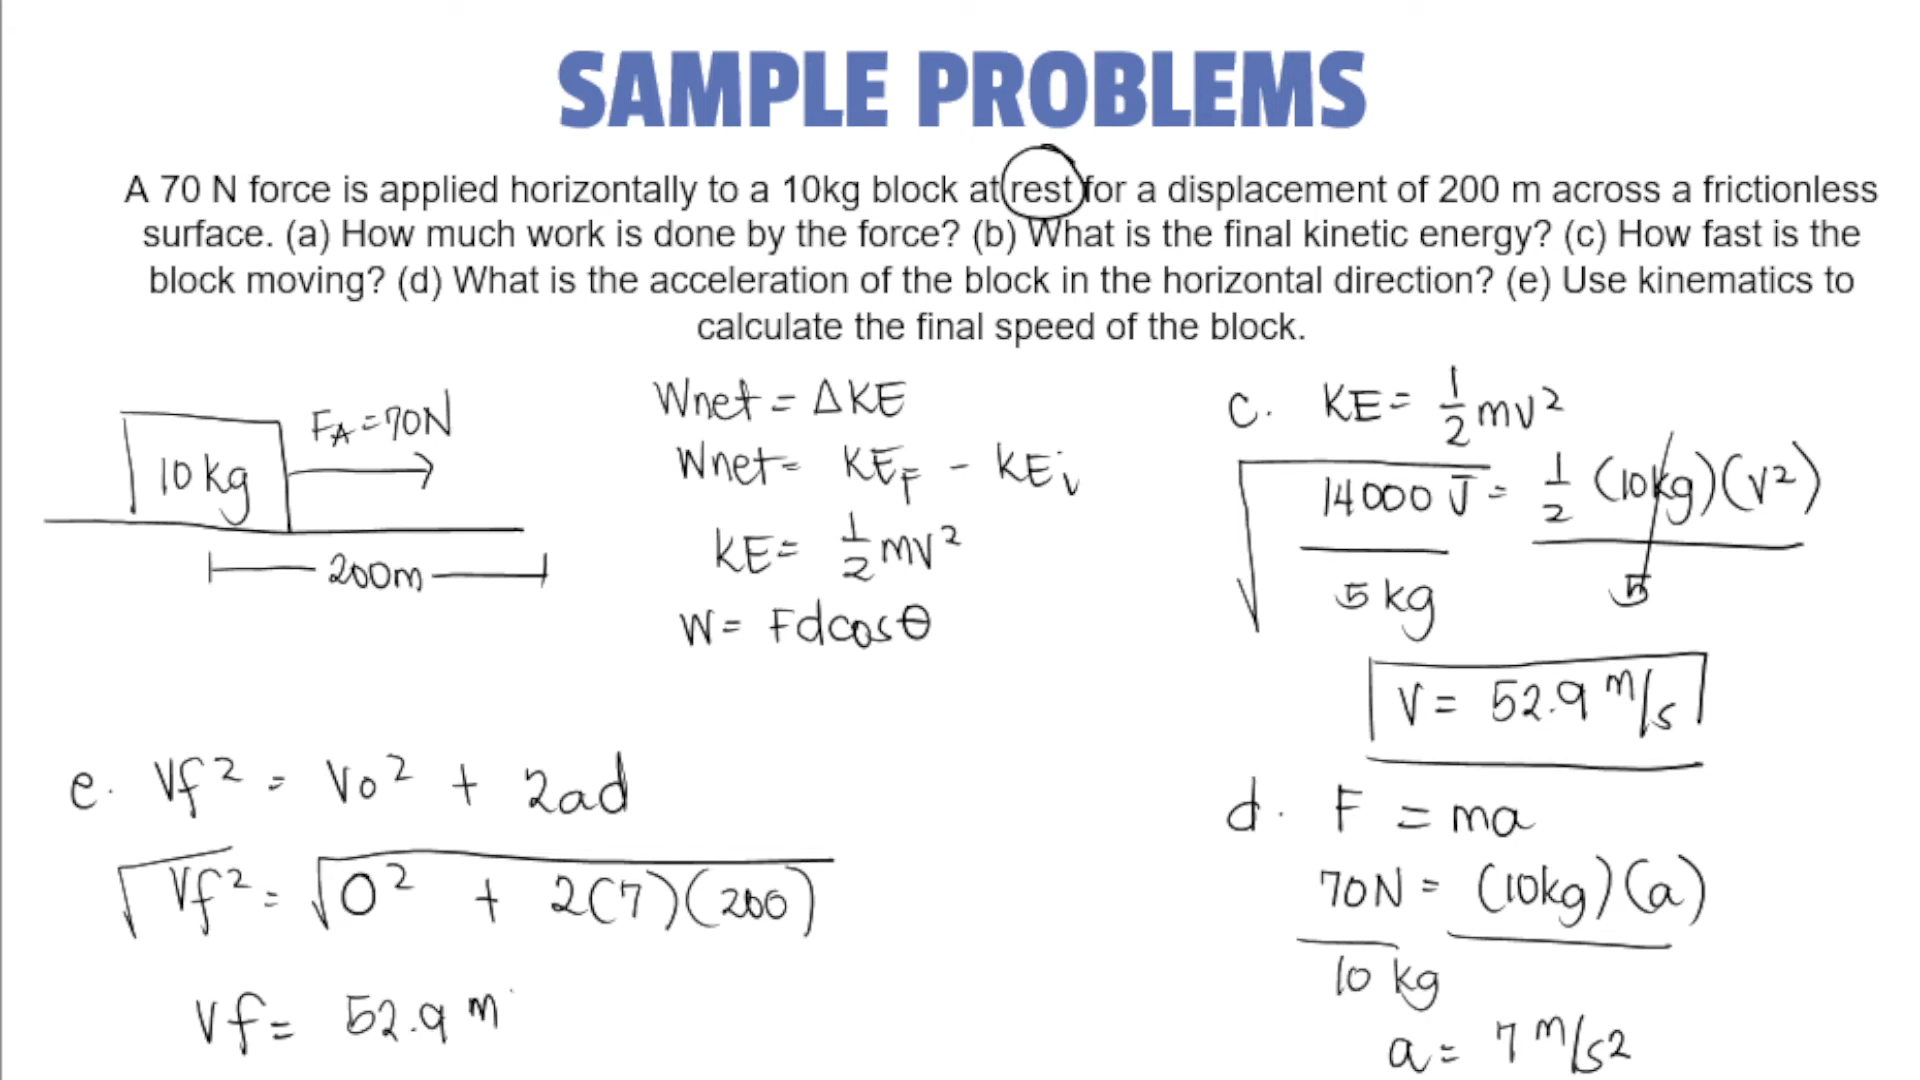 SAMPLE PROBLEMS
A 70 N force is applied horizontally to a 10kg block at rest for a displacement of 200 m across a frictionless
surface. (a) How much work is done by the force? (b) What is the final kinetic energy? (c) How fast is the
block moving? (d) What is the acceleration of the block in the horizontal direction? (e) Use kinematics to
calculate the final speed of the block.
F_A = 70N
10 kg
200m
Wnet = ΔKE
Wnet = KE_F - KE_i
KE = 1/2 mv²
W = Fdcosθ
c. KE = 1/2 mv²
14000 J = 1/2 (10kg)(v²)
5 kg 5
V = 52.9 m/s
d. F = ma
70N = (10kg)(a)
10 kg
a = 7 m/s2
e. Vf² = Vo² + 2ad
√Vf² = √0² + 2(7)(200)
Vf = 52.9 m